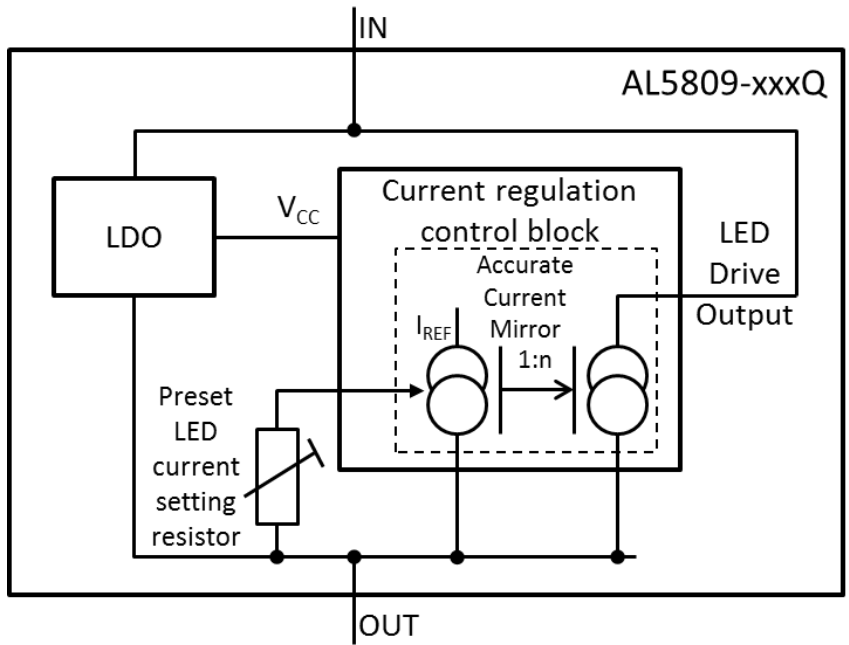 IN
AL5809-xxxQ
LDO
VCC
Current regulation
control block
LED
Drive
Output
Accurate
Current
Mirror
1:n
IREF
Preset
LED
current
setting
resistor
OUT